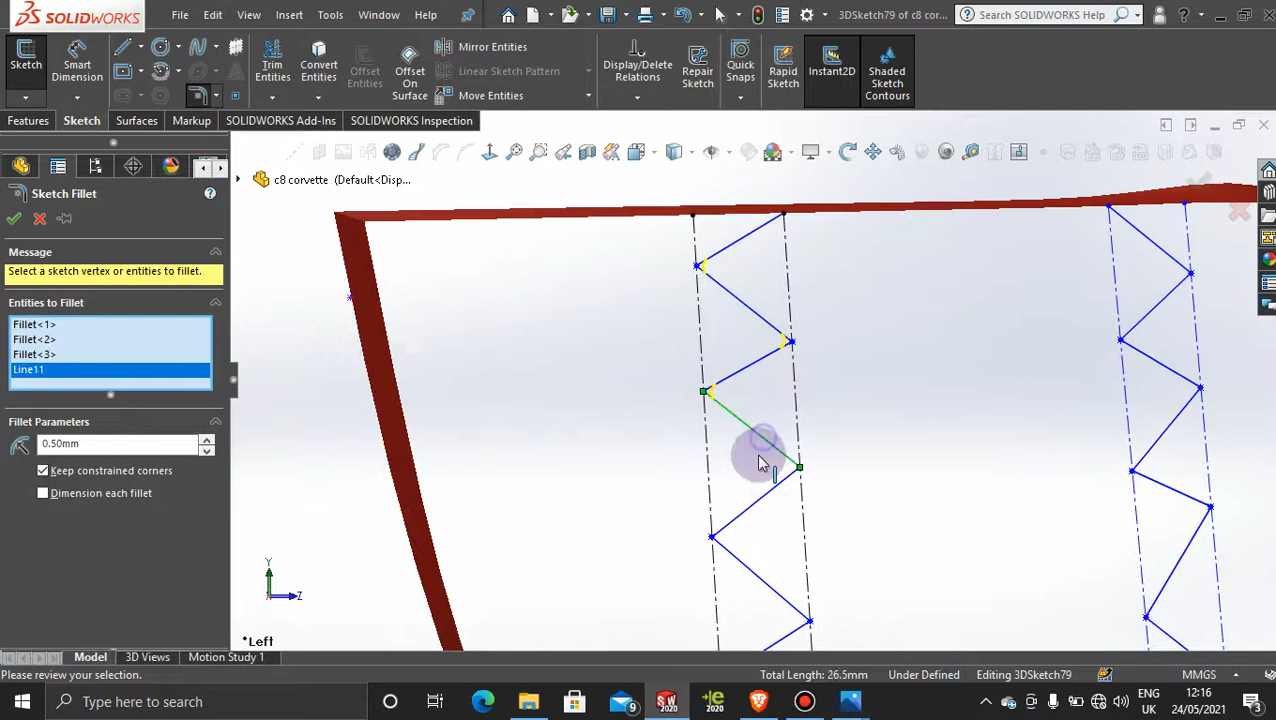 SOLIDWORKS
File Edit View Insert Tools Window Help
3DSketch79 of c8 cor...
Search SOLIDWORKS Help
Sketch
Smart Dimension
Trim Entities
Convert Entities
Offset Entities
Offset On Surface
Mirror Entities
Linear Sketch Pattern
Move Entities
Display/Delete Relations
Repair Sketch
Quick Snaps
Rapid Sketch
Instant2D
Shaded Sketch Contours
Features Sketch Surfaces Markup SOLIDWORKS Add-Ins SOLIDWORKS Inspection
c8 corvette (Default<Disp...
Sketch Fillet
Message
Select a sketch vertex or entities to fillet.
Entities to Fillet
Fillet<1>
Fillet<2>
Fillet<3>
Line11
Fillet Parameters
0.50mm
Keep constrained corners
Dimension each fillet
Y
Z
*Left
Model 3D Views Motion Study 1
Please review your selection.
Total Length: 26.5mm Under Defined Editing 3DSketch79 MMGS
Type here to search
9
SW 2020
e 2020
ENG
UK
12:16
24/05/2021
3